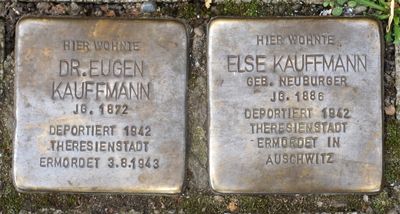 HIER WOHNTE
DR. EUGEN
KAUFFMANN
JG. 1872
DEPORTIERT 1942
THERESIENSTADT
ERMORDET 3.8.1943
HIER WOHNTE
ELSE KAUFFMANN
GEB. NEUBURGER
JG. 1886
DEPORTIERT 1942
THERESIENSTADT
ERMORDET IN
AUSCHWITZ